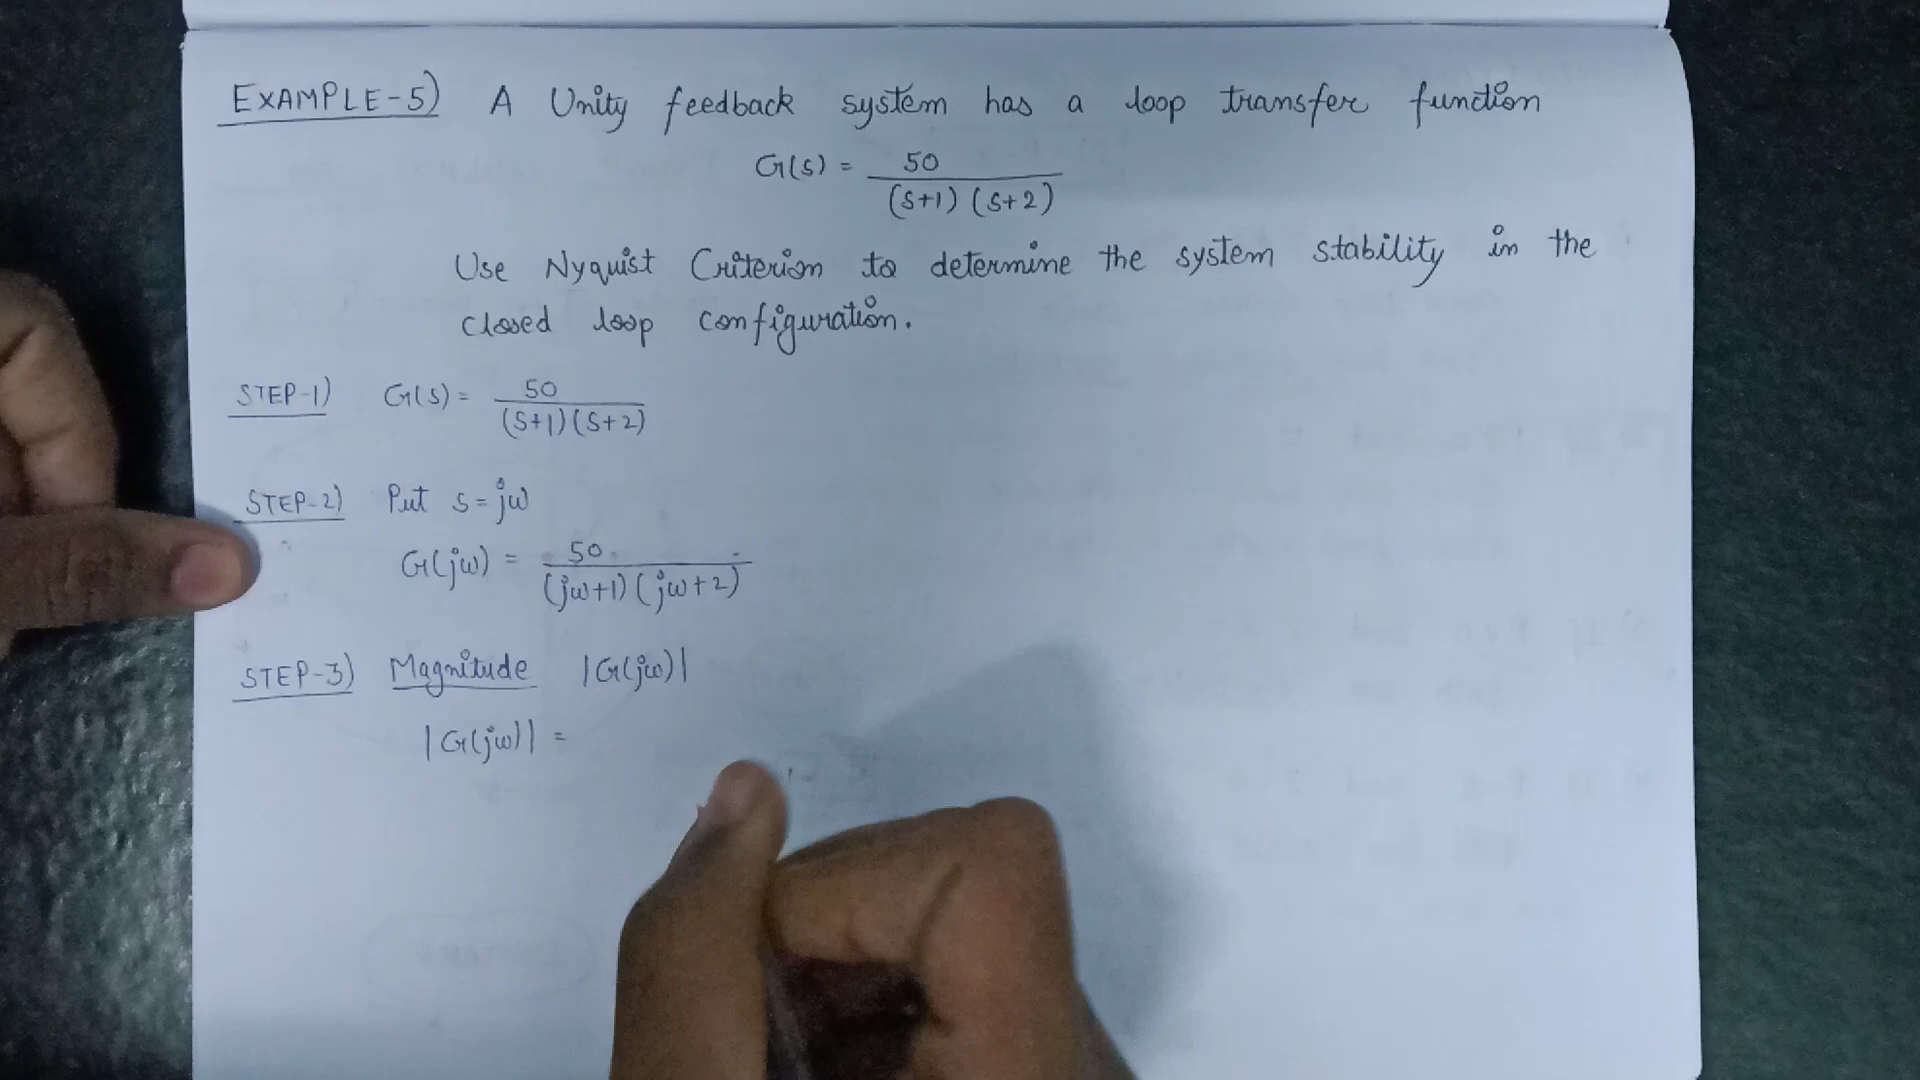 EXAMPLE-5) A Unity feedback system has a loop transfer function
G(s) = 50 / (s+1) (s+2)
Use Nyquist Criterion to determine the system stability in the
closed loop configuration.
STEP-1) G(s) = 50 / (s+1)(s+2)
STEP-2) Put s=jω
G(jω) = 50 / (jω+1) (jω+2)
STEP-3) Magnitude |G(jω)|
|G(jω)| =